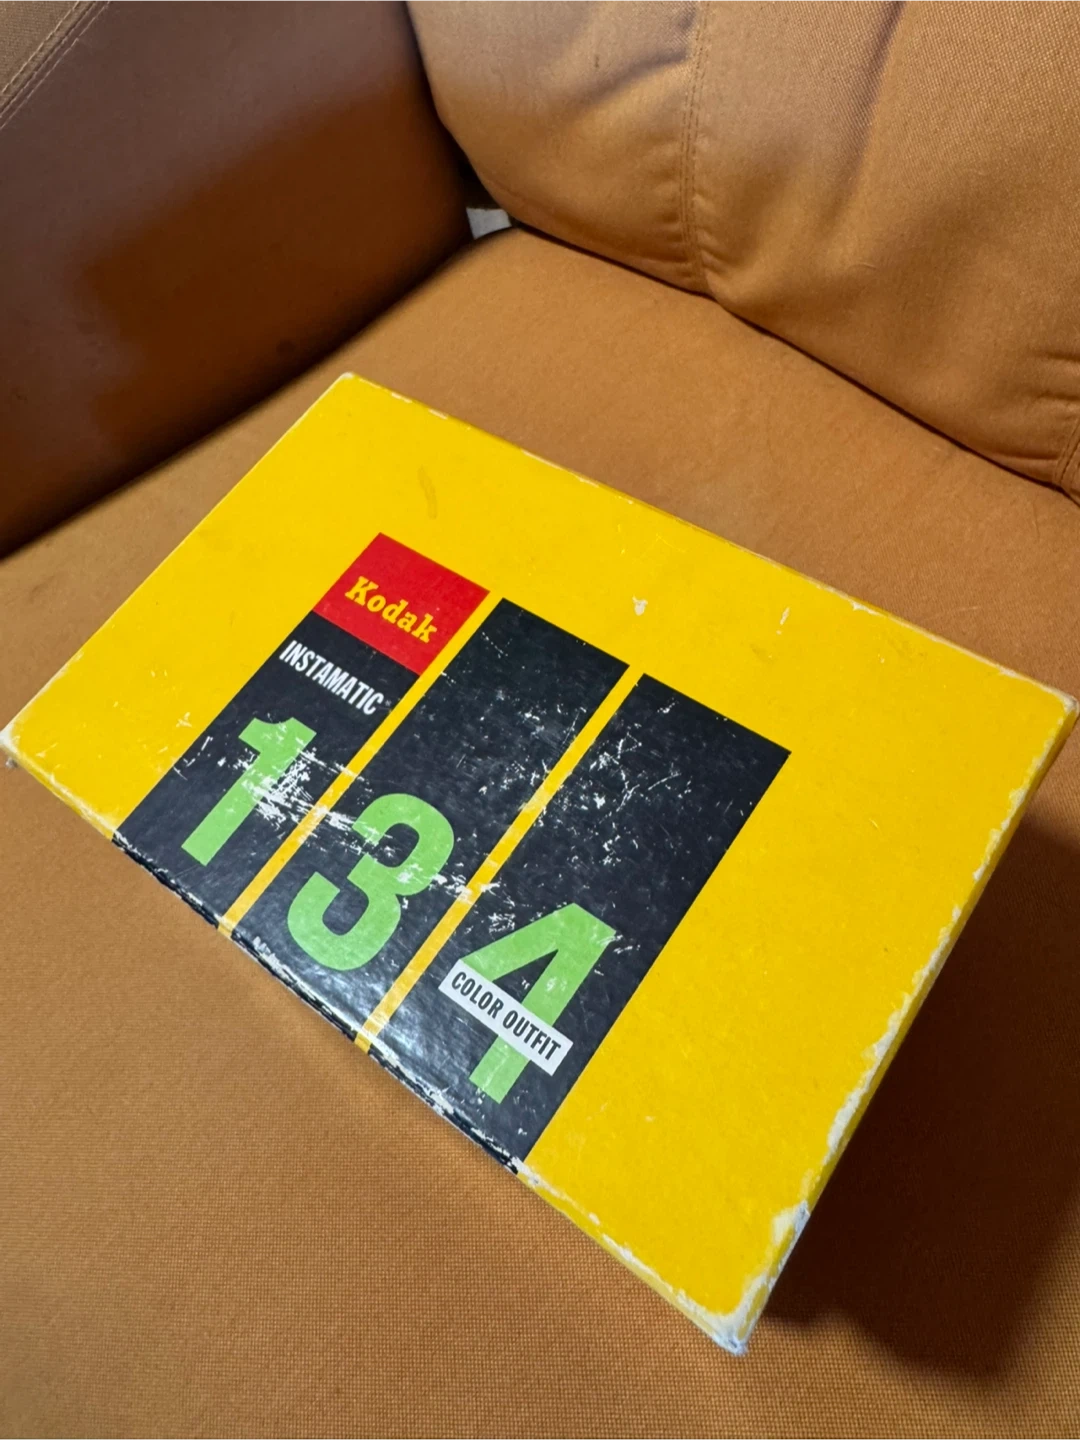 Kodak
INSTAMATIC
134
COLOR OUTFIT